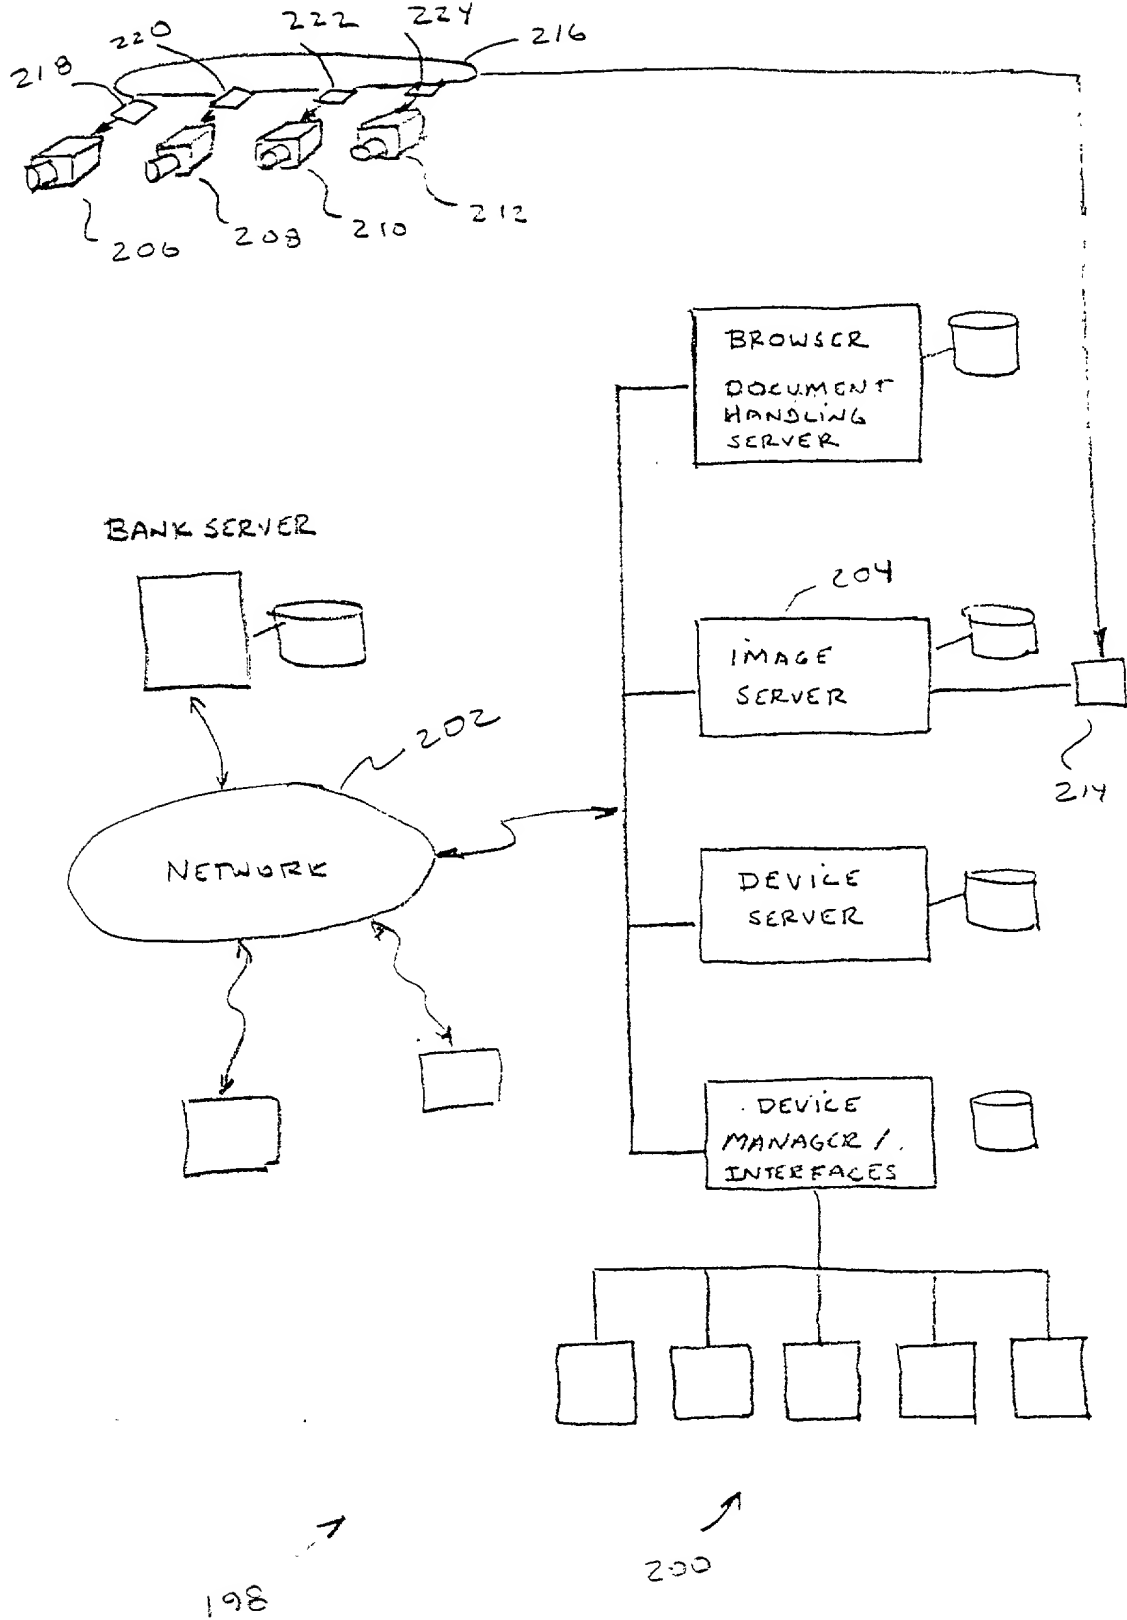 220
222
224
216
218
206
208
210
212
BROWSER
DOCUMENT
HANDLING
SERVER
BANK SERVER
204
IMAGE
SERVER
202
214
NETWORK
DEVICE
SERVER
DEVICE
MANAGER /
INTERFACES
200
198